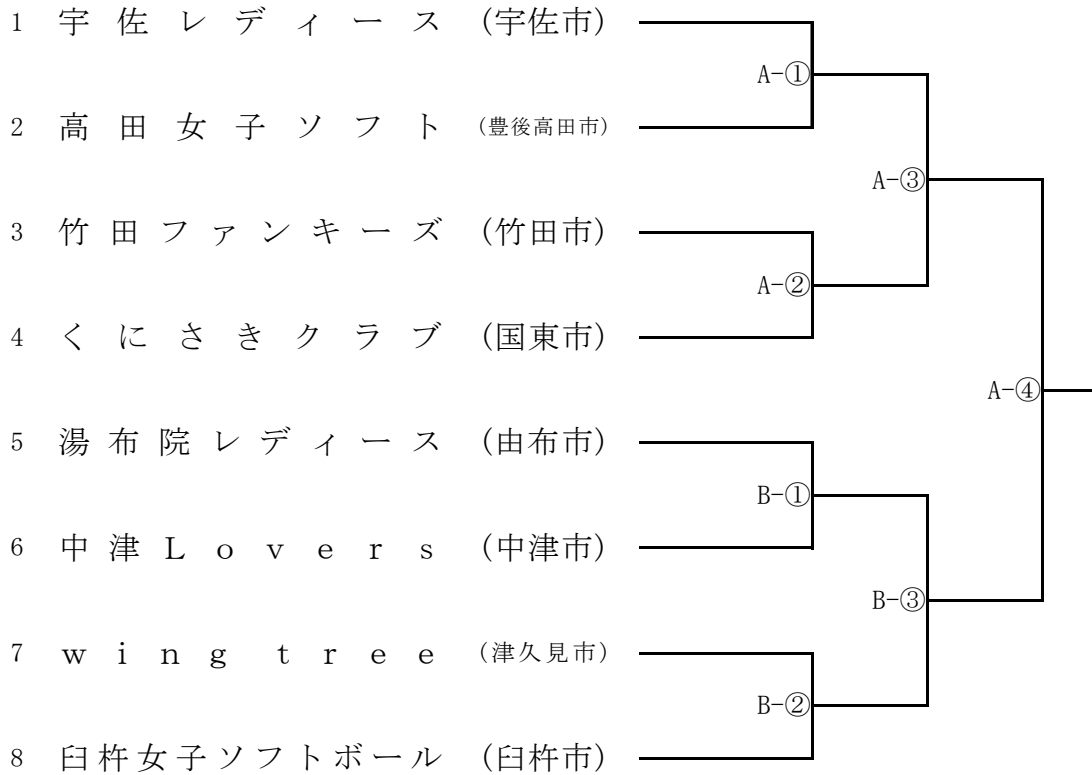 1 宇佐レディース (宇佐市)
A-①
2 高田女子ソフト (豊後高田市)
A-③
3 竹田ファンキーズ (竹田市)
A-②
4 くにさきクラブ (国東市)
A-④
5 湯布院レディース (由布市)
B-①
6 中津Lovers (中津市)
B-③
7 wing tree (津久見市)
B-②
8 臼杵女子ソフトボール (臼杵市)